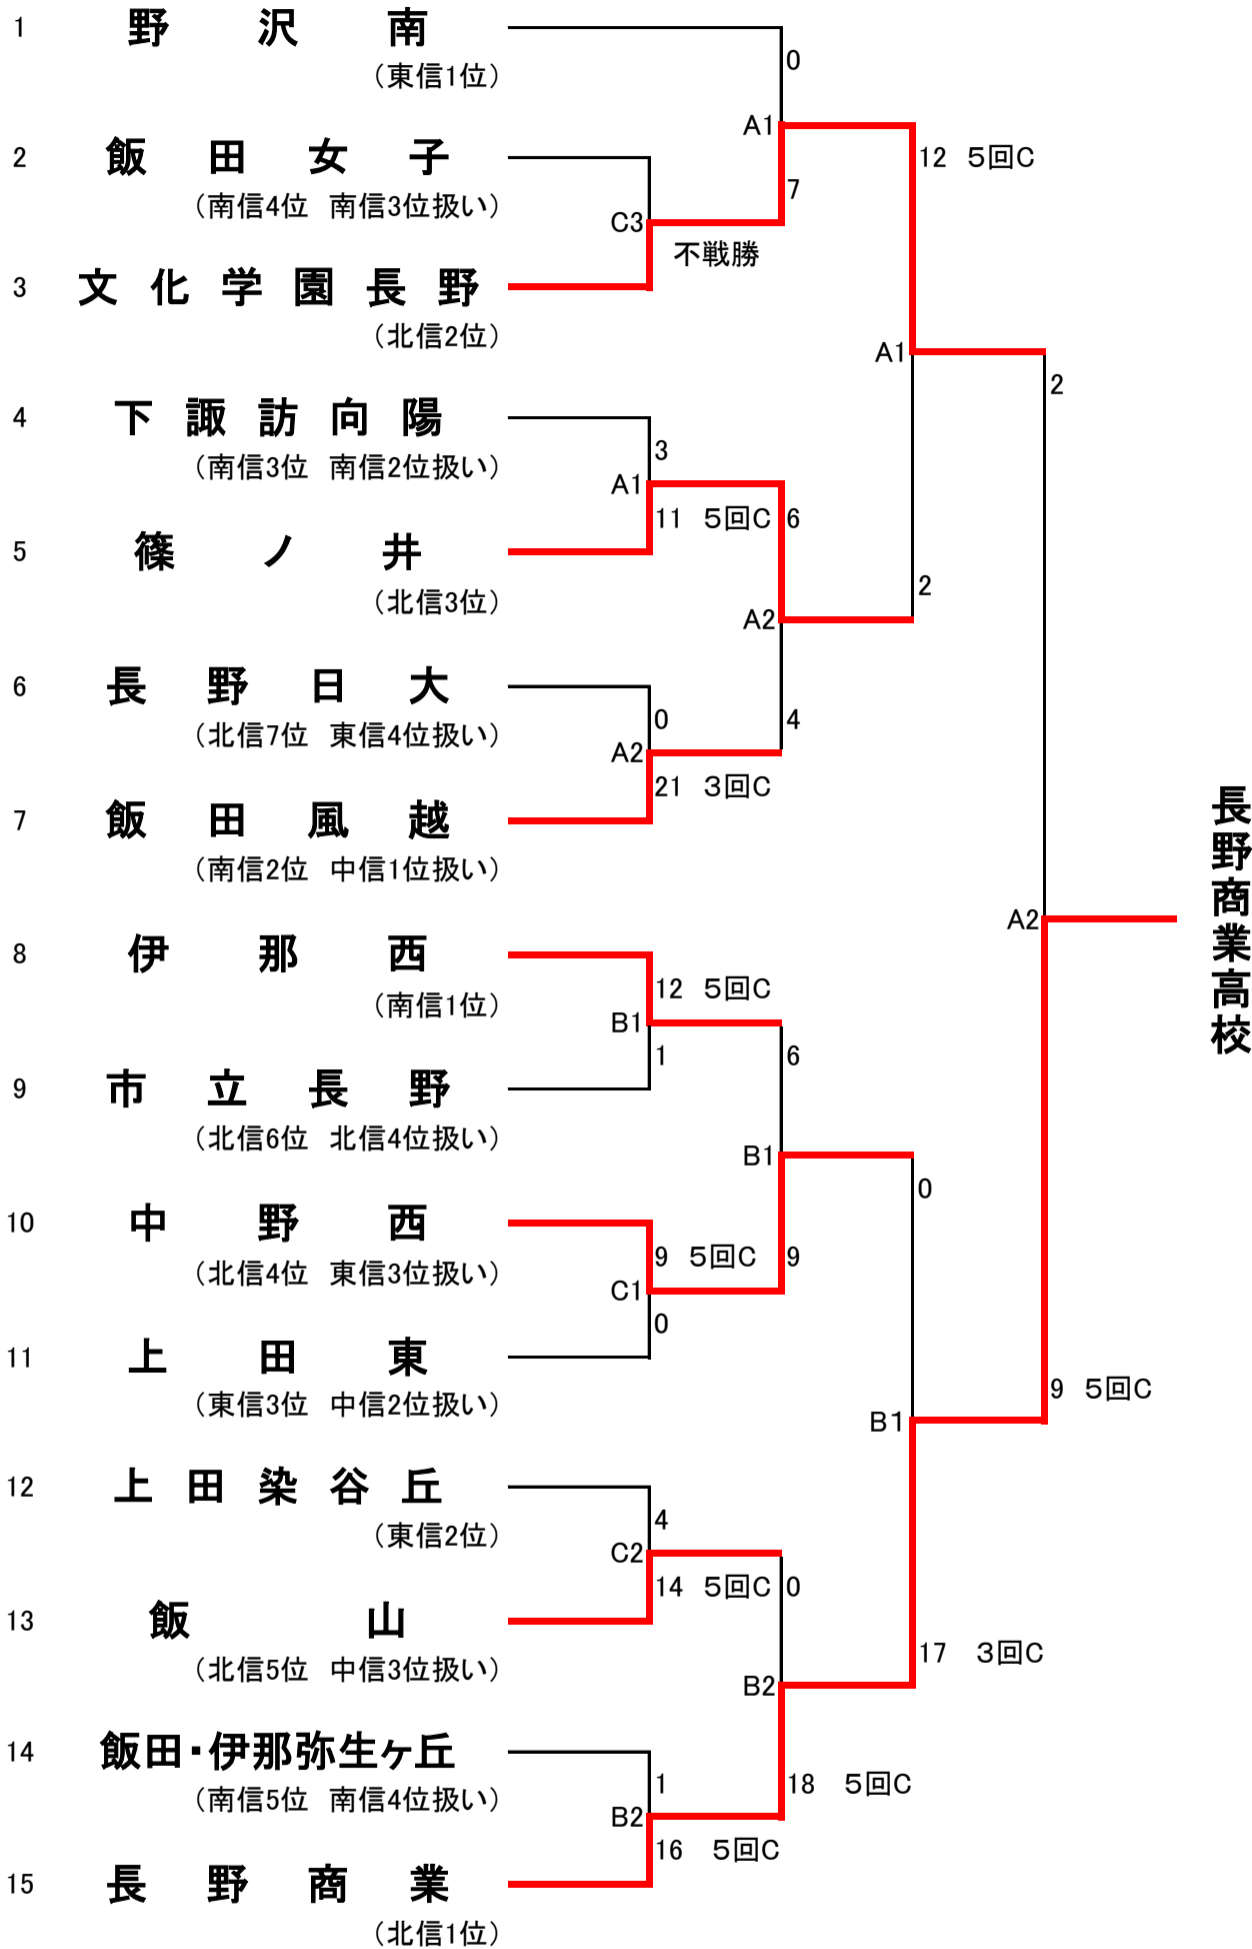 1 野沢南
（東信1位）
0
A1
12 5回C
2 飯田女子
7
（南信4位 南信3位扱い）
C3
不戦勝
3 文化学園長野
（北信2位）
A1
2
4 下諏訪向陽
3
（南信3位 南信2位扱い）
A1
11 5回C
6
5 篠ノ井
2
（北信3位）
A2
6 長野日大
0
4
（北信7位 東信4位扱い）
A2
21 3回C
7 飯田風越
（南信2位 中信1位扱い）
長野商業高校
A2
8 伊那西
12 5回C
（南信1位）
B1
1
6
9 市立長野
（北信6位 北信4位扱い）
B1
0
10 中野西
9 5回C
9
（北信4位 東信3位扱い）
C1
0
11 上田東
9 5回C
（東信3位 中信2位扱い）
B1
12 上田染谷丘
4
（東信2位）
C2
14 5回C
0
13 飯山
17 3回C
（北信5位 中信3位扱い）
B2
14 飯田・伊那弥生ヶ丘
1
18 5回C
（南信5位 南信4位扱い）
B2
16 5回C
15 長野商業
（北信1位）